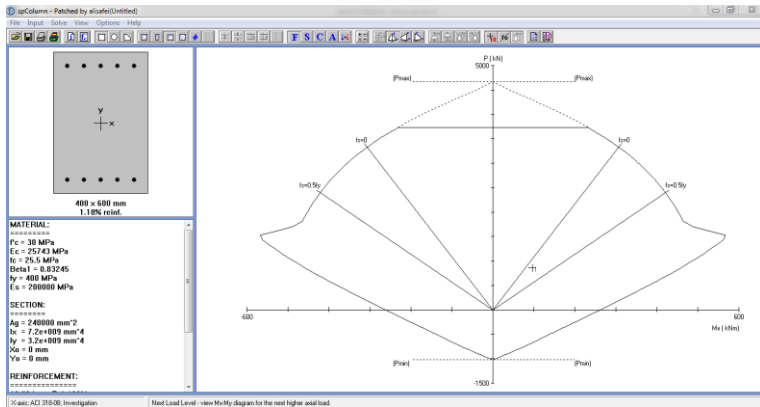 spColumn - Patched by alisafei(Untitled)
File Input Solve View Options Help
F S C A
400 x 600 mm
1.18% reinf.
MATERIAL:
=========
f'c = 30 MPa
Ec = 25743 MPa
fc = 25.5 MPa
Beta1 = 0.83245
fy = 400 MPa
Es = 200000 MPa
SECTION:
========
Ag = 240000 mm^2
Ix = 7.2e+009 mm^4
Iy = 3.2e+009 mm^4
Xo = 0 mm
Yo = 0 mm
REINFORCEMENT:
==============
y
x
P (kN)
5000
(Pmax)
(Pmax)
fs=0
fs=0
fs=0.5fy
fs=0.5fy
-600
600
Mx (kNm)
(Pmin)
(Pmin)
-1500
X-axis; ACI 318-08; Investigation
Next Load Level - view Mx-My diagram for the next higher axial load.